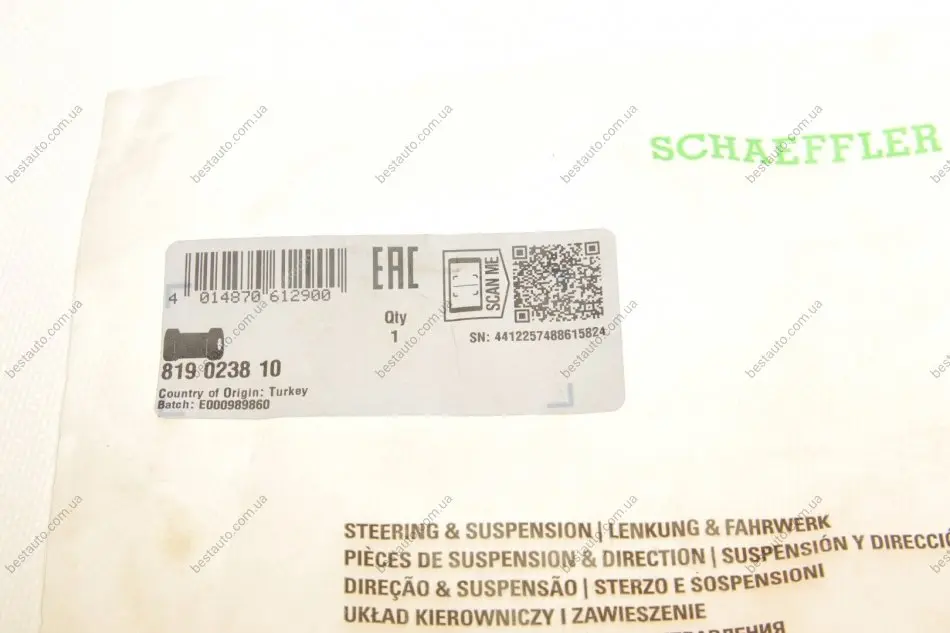 SCHAEFFLER
4 014870 612900
EAC
SCAN ME
Qty
1
SN: 4412257488615824
819 0238 10
Country of Origin: Turkey
Batch: E000989860
STEERING & SUSPENSION | LENKUNG & FAHRWERK
PIÈCES DE SUSPENSION & DIRECTION | SUSPENSIÓN Y DIRECCIÓ
DIREÇÃO & SUSPENSÃO | STERZO E SOSPENSIONI
UKŁAD KIEROWNICZY I ZAWIESZENIE
bestauto.com.ua